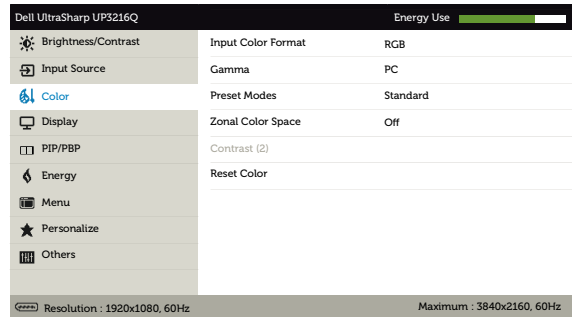 Dell UltraSharp UP3216Q
Energy Use
Brightness/Contrast
Input Source
Color
Display
PIP/PBP
Energy
Menu
Personalize
Others
Input Color Format RGB
Gamma PC
Preset Modes Standard
Zonal Color Space Off
Contrast (2)
Reset Color
Resolution : 1920x1080, 60Hz
Maximum : 3840x2160, 60Hz